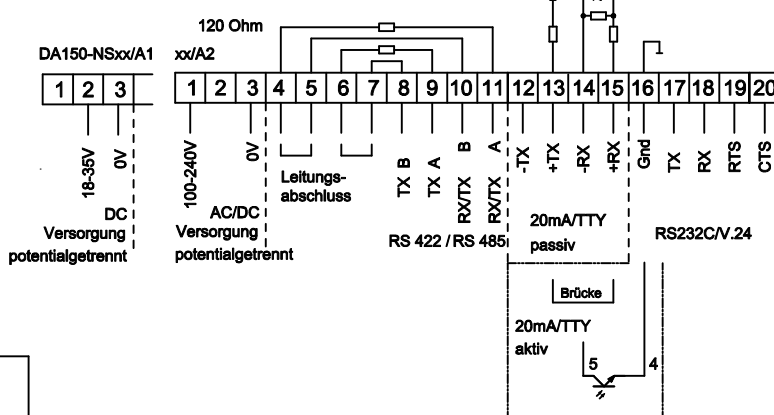 120 Ohm
DA150-NSxx/A1 xx/A2
1 2 3 1 2 3 4 5 6 7 8 9 10 11 12 13 14 15 16 17 18 19 20
18-35V
0V
100-240V
0V
TX B
TX A
RX/TX B
RX/TX A
-TX
+TX
-RX
+RX
Gnd
TX
RX
RTS
CTS
Leitungs-
abschluss
DC
Versorgung
potentialgetrennt
AC/DC
Versorgung
potentialgetrennt
RS 422 / RS 485
20mA/TTY
passiv
RS232C/V.24
Brücke
20mA/TTY
aktiv
5 4